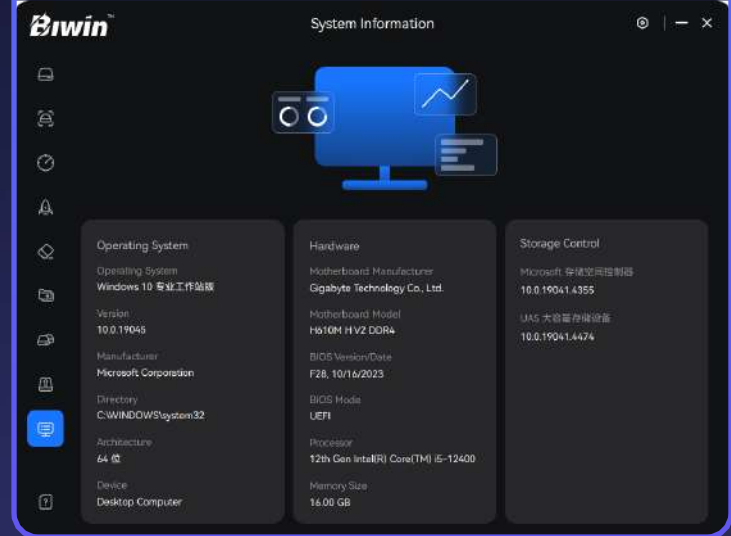 Biwin™
System Information
Operating System
Operating System
Windows 10 专业工作站版
Version
10.0.19045
Manufacturer
Microsoft Corporation
Directory
C:\WINDOWS\system32
Architecture
64 位
Device
Desktop Computer
Hardware
Motherboard Manufacturer
Gigabyte Technology Co., Ltd.
Motherboard Model
H610M H V2 DDR4
BIOS Version/Date
F28, 10/16/2023
BIOS Mode
UEFI
Processor
12th Gen Intel(R) Core(TM) i5-12400
Memory Size
16.00 GB
Storage Control
Microsoft 存储空间控制器
10.0.19041.4355
UAS 大容量存储设备
10.0.19041.4474